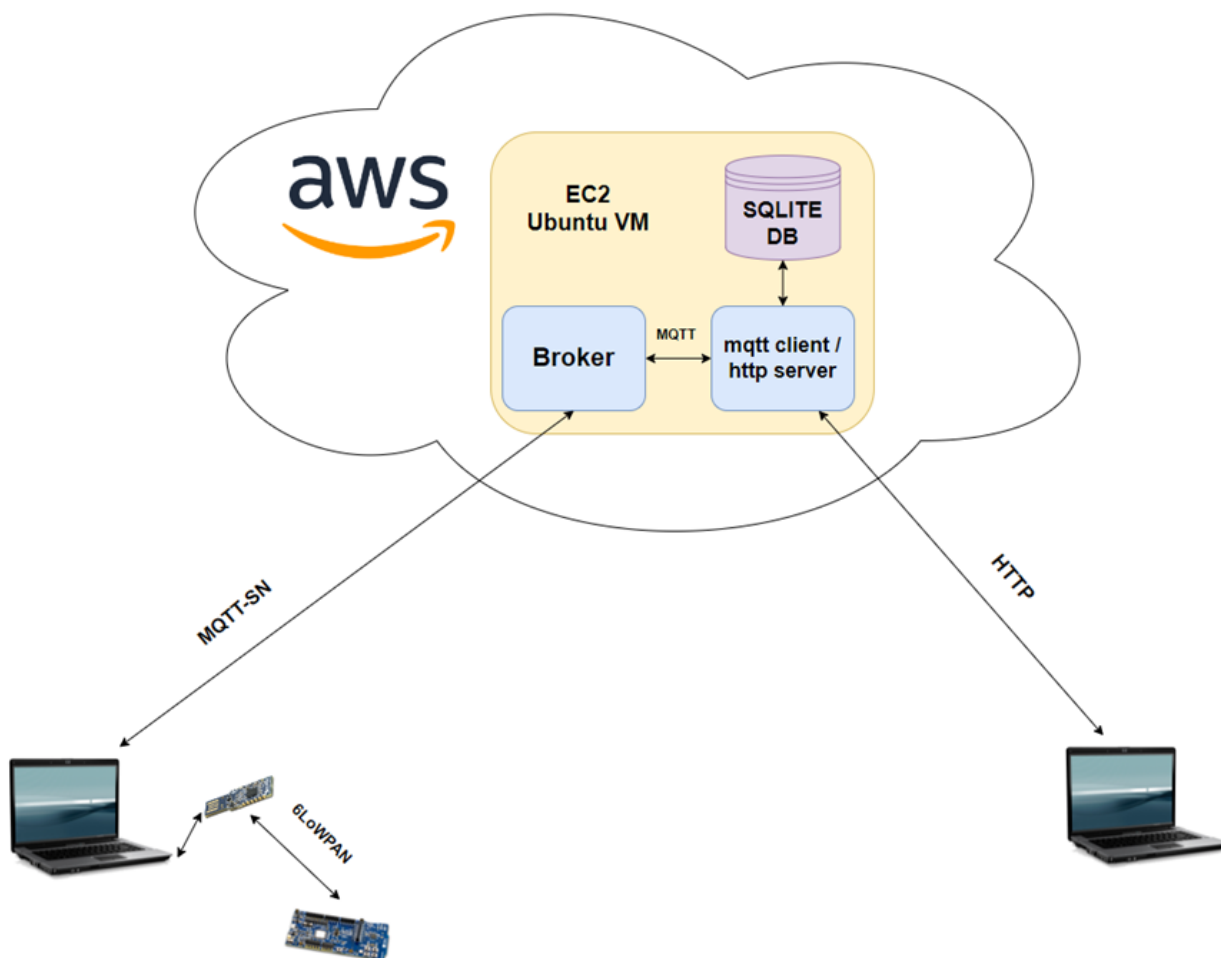 aws
EC2
Ubuntu VM
SQLITE
DB
Broker
MQTT
mqtt client /
http server
MQTT-SN
HTTP
6LoWPAN